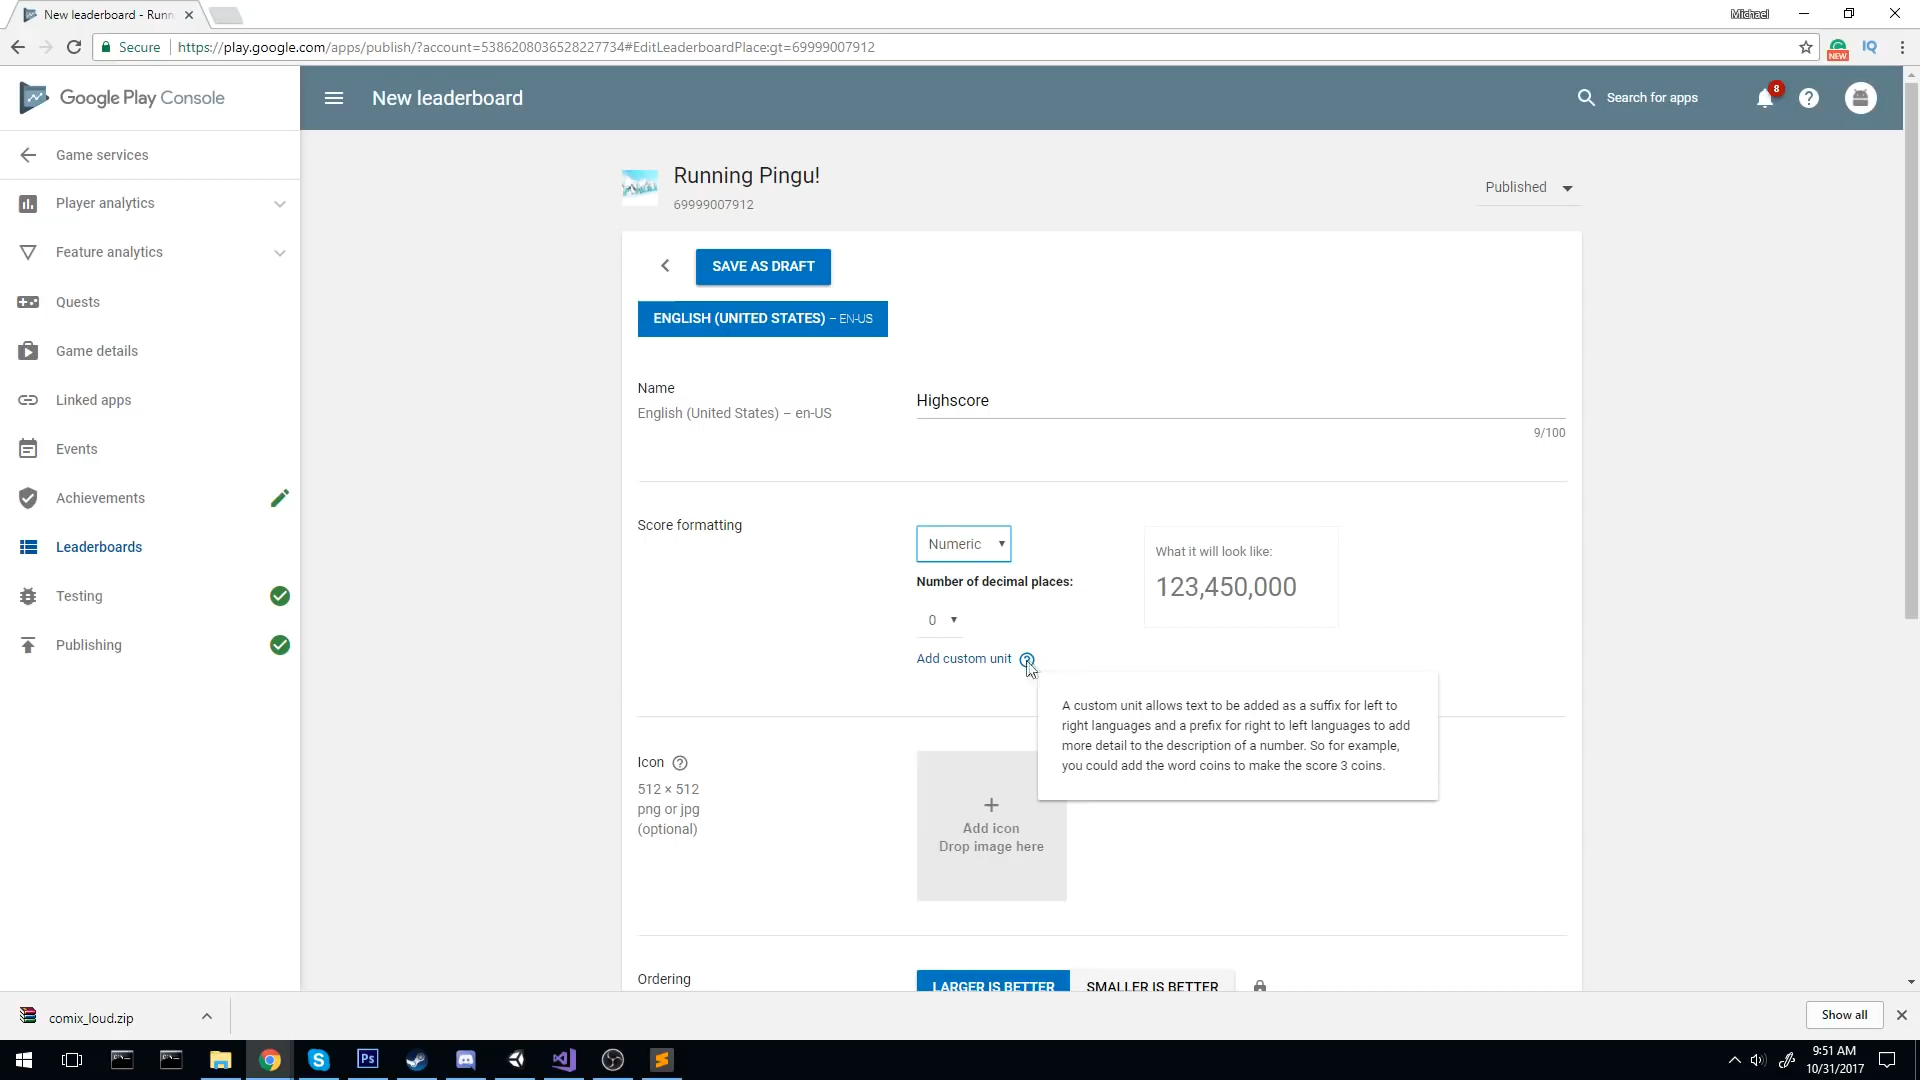 New leaderboard - Runn
Michael
Secure
https://play.google.com/apps/publish/?account=5386208036528227734#EditLeaderboardPlace:gt=69999007912
NEW
IQ
Google Play Console
New leaderboard
Search for apps
8
Game services
Player analytics
Feature analytics
Quests
Game details
Linked apps
Events
Achievements
Leaderboards
Testing
Publishing
Running Pingu!
69999007912
Published
SAVE AS DRAFT
ENGLISH (UNITED STATES) – EN-US
Name
English (United States) – en-US
Highscore
9/100
Score formatting
Numeric
Number of decimal places:
0
Add custom unit
What it will look like:
123,450,000
A custom unit allows text to be added as a suffix for left to
right languages and a prefix for right to left languages to add
more detail to the description of a number. So for example,
you could add the word coins to make the score 3 coins.
Icon
512 × 512
png or jpg
(optional)
Add icon
Drop image here
Ordering
LARGER IS BETTER
SMALLER IS BETTER
comix_loud.zip
Show all
Ps
9:51 AM
10/31/2017